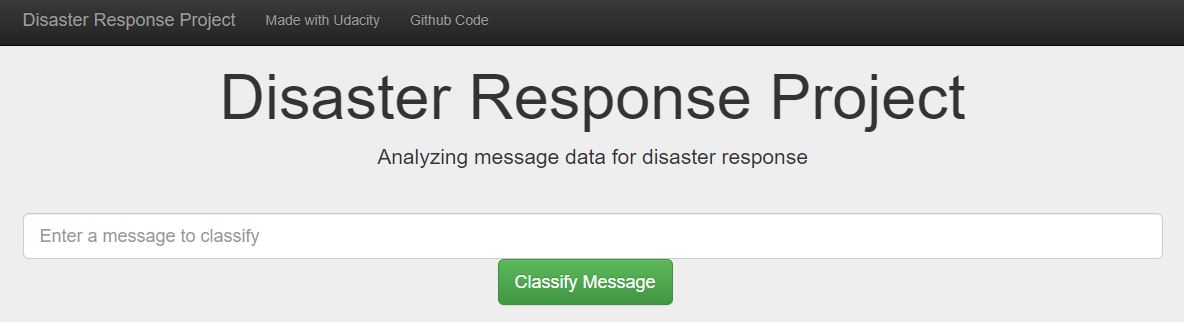 Disaster Response Project Made with Udacity Github Code
Disaster Response Project
Analyzing message data for disaster response
Enter a message to classify
Classify Message